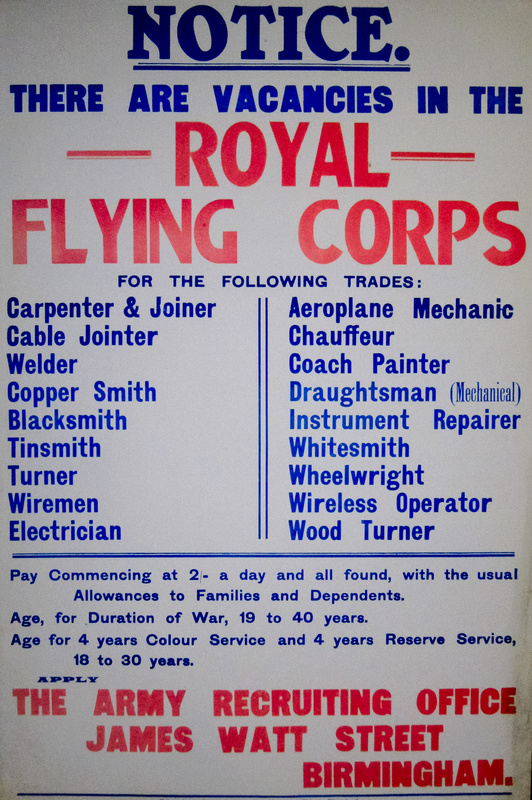 NOTICE.
THERE ARE VACANCIES IN THE
ROYAL
FLYING CORPS
FOR THE FOLLOWING TRADES:
Carpenter & Joiner
Cable Jointer
Welder
Copper Smith
Blacksmith
Tinsmith
Turner
Wiremen
Electrician
Aeroplane Mechanic
Chauffeur
Coach Painter
Draughtsman (Mechanical)
Instrument Repairer
Whitesmith
Wheelwright
Wireless Operator
Wood Turner
Pay Commencing at 2/- a day and all found, with the usual
Allowances to Families and Dependents.
Age, for Duration of War, 19 to 40 years.
Age for 4 years Colour Service and 4 years Reserve Service,
18 to 30 years.
APPLY
THE ARMY RECRUITING OFFICE
JAMES WATT STREET
BIRMINGHAM.